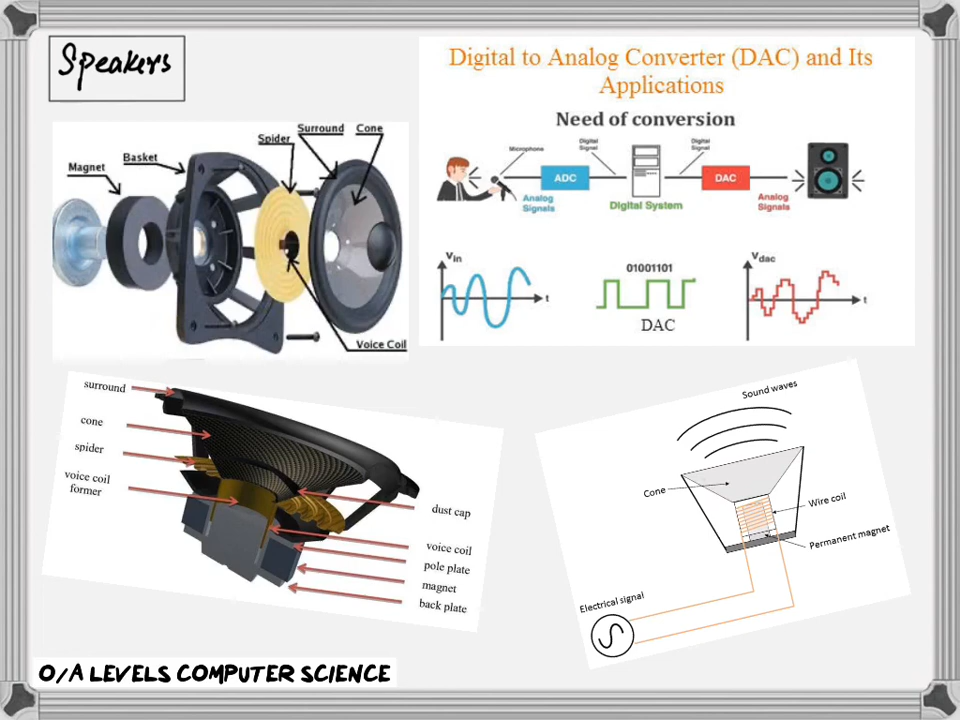 Speakers
Digital to Analog Converter (DAC) and Its
Applications
Need of conversion
Microphone
Digital
Signal
Digital
Signal
ADC
DAC
Analog
Signals
Digital System
Analog
Signals
Vin
t
01001101
DAC
Vdac
t
Magnet
Basket
Spider
Surround
Cone
Voice Coil
surround
cone
spider
voice coil
former
dust cap
voice coil
pole plate
magnet
back plate
Sound waves
Cone
Wire coil
Permanent magnet
Electrical signal
O/A LEVELS COMPUTER SCIENCE